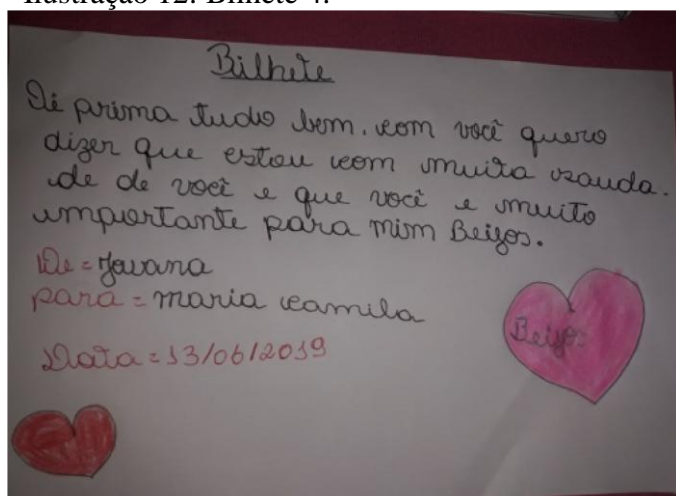 Ilustração 12: Bilhete 4.
Bilhete
Oi prima tudo bem. com você quero
dizer que estou com muita sauda.
de de você e que você e muito
importante para mim Beijos.
De = Jovana
para = maria camila
Data = 13/06/2019
Beijos